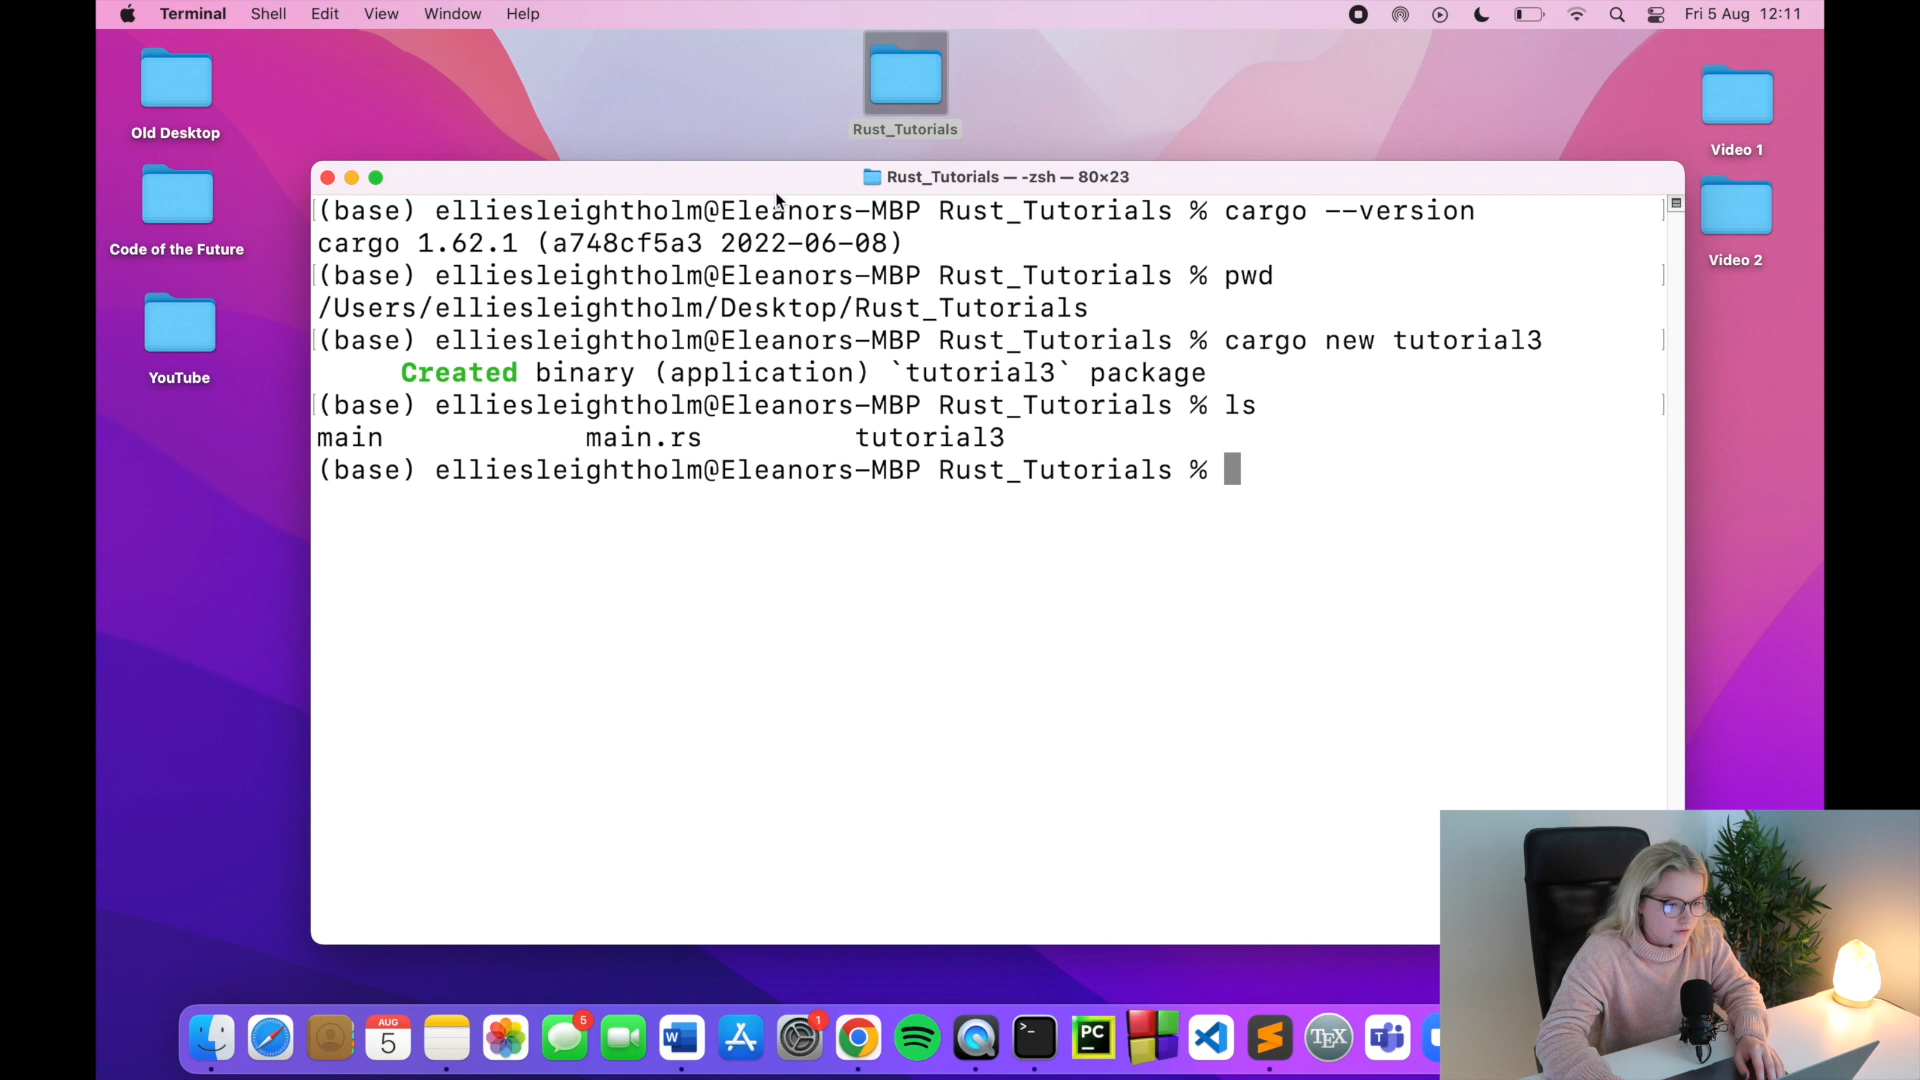 Terminal Shell Edit View Window Help Fri 5 Aug 12:11
Old Desktop
Code of the Future
YouTube
Rust_Tutorials
Video 1
Video 2
Rust_Tutorials — -zsh — 80×23
(base) elliesleightholm@Eleanors-MBP Rust_Tutorials % cargo --version
cargo 1.62.1 (a748cf5a3 2022-06-08)
(base) elliesleightholm@Eleanors-MBP Rust_Tutorials % pwd
/Users/elliesleightholm/Desktop/Rust_Tutorials
(base) elliesleightholm@Eleanors-MBP Rust_Tutorials % cargo new tutorial3
Created binary (application) `tutorial3` package
(base) elliesleightholm@Eleanors-MBP Rust_Tutorials % ls
main main.rs tutorial3
(base) elliesleightholm@Eleanors-MBP Rust_Tutorials %
AUG
5
5
W
1
>_
PC
TEX
T